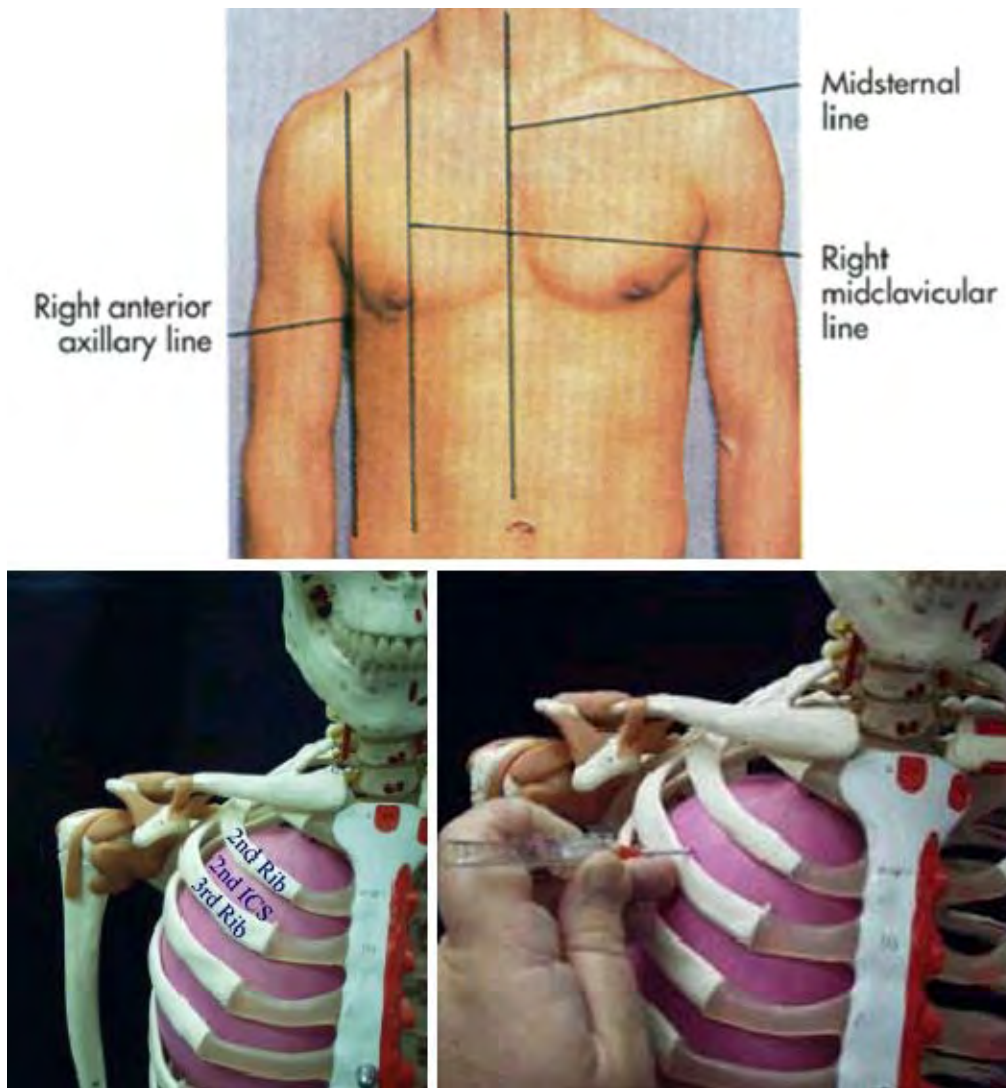 Midsternal
line
Right
midclavicular
line
Right anterior
axillary line
2nd Rib
2nd ICS
3rd Rib